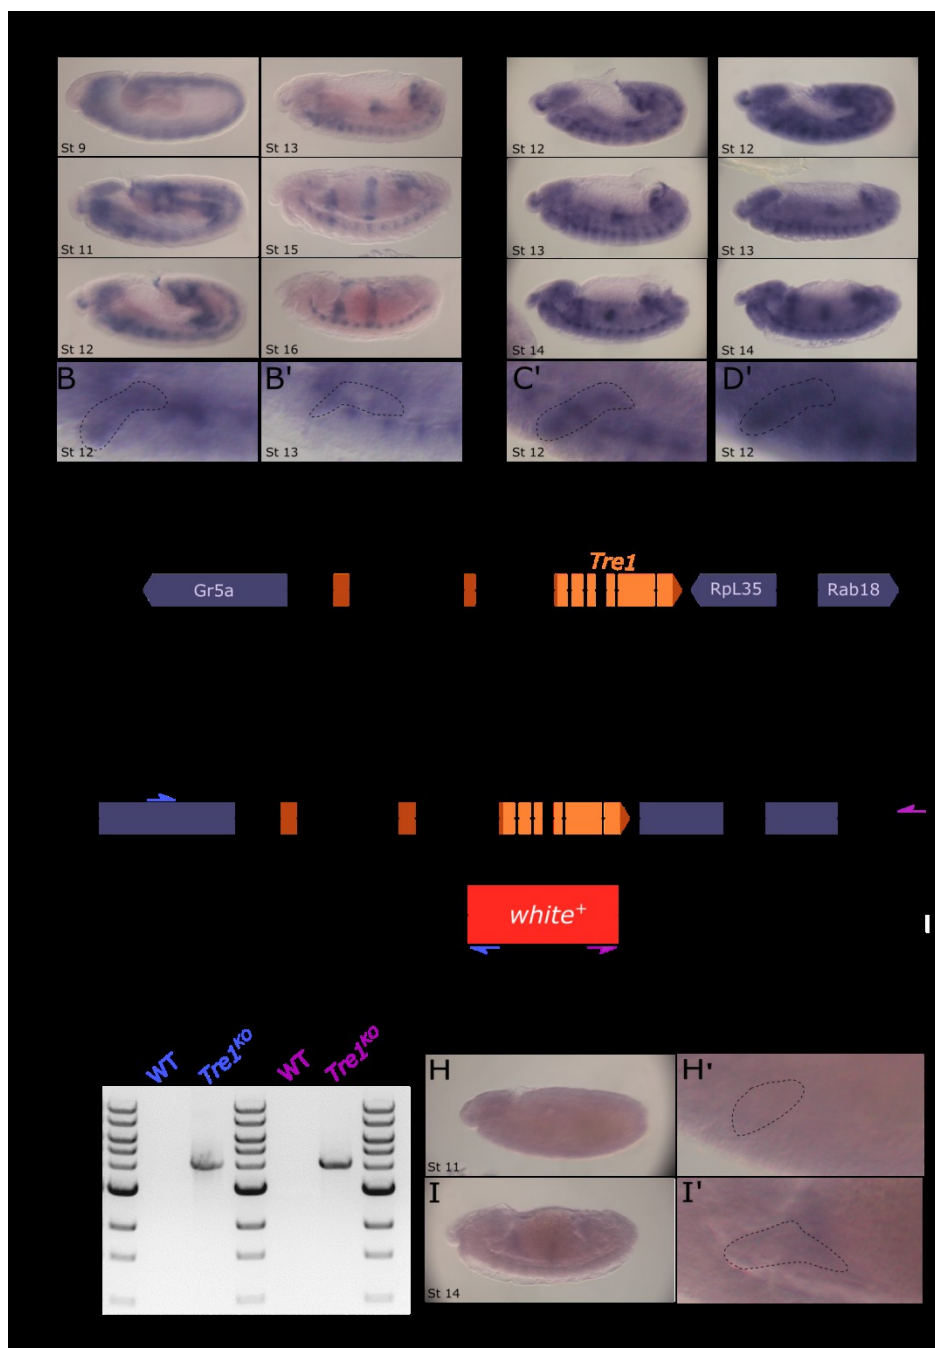 St 9
St 13
St 12
St 12
St 11
St 15
St 13
St 13
St 12
St 16
St 14
St 14
B
B'
C'
D'
St 12
St 13
St 12
St 12
Tre1
Gr5a
RpL35
Rab18
white⁺
WT
Tre1ᴷᴼ
WT
Tre1ᴷᴼ
H
H'
St 11
I
I'
St 14